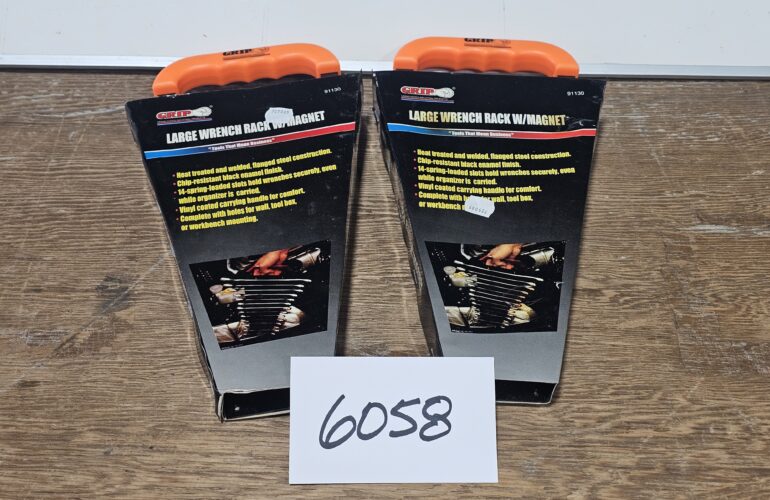 GRIP
GRIP
91130
LARGE WRENCH RACK W/MAGNET
"Tools That Mean Business"
• Heat treated and welded, flanged steel construction.
• Chip-resistant black enamel finish.
• 14-spring-loaded slots hold wrenches securely, even
while organizer is carried.
• Vinyl coated carrying handle for comfort.
• Complete with holes for wall, tool box,
or workbench mounting.
GRIP
GRIP
91130
LARGE WRENCH RACK W/MAGNET
"Tools That Mean Business"
• Heat treated and welded, flanged steel construction.
• Chip-resistant black enamel finish.
• 14-spring-loaded slots hold wrenches securely, even
while organizer is carried.
• Vinyl coated carrying handle for comfort.
• Complete with holes for wall, tool box,
or workbench
6058